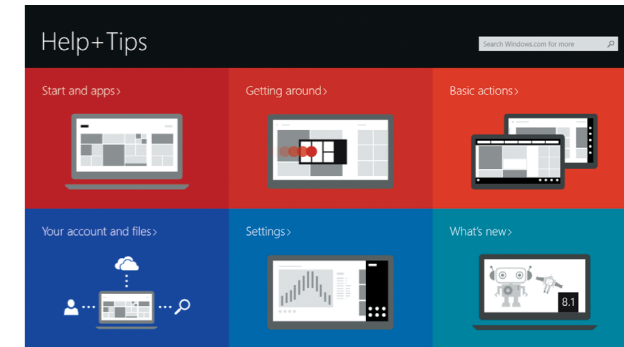 Help+Tips
Search Windows.com for more
Start and apps>
Getting around>
Basic actions>
Your account and files>
Settings>
What's new>
8.1